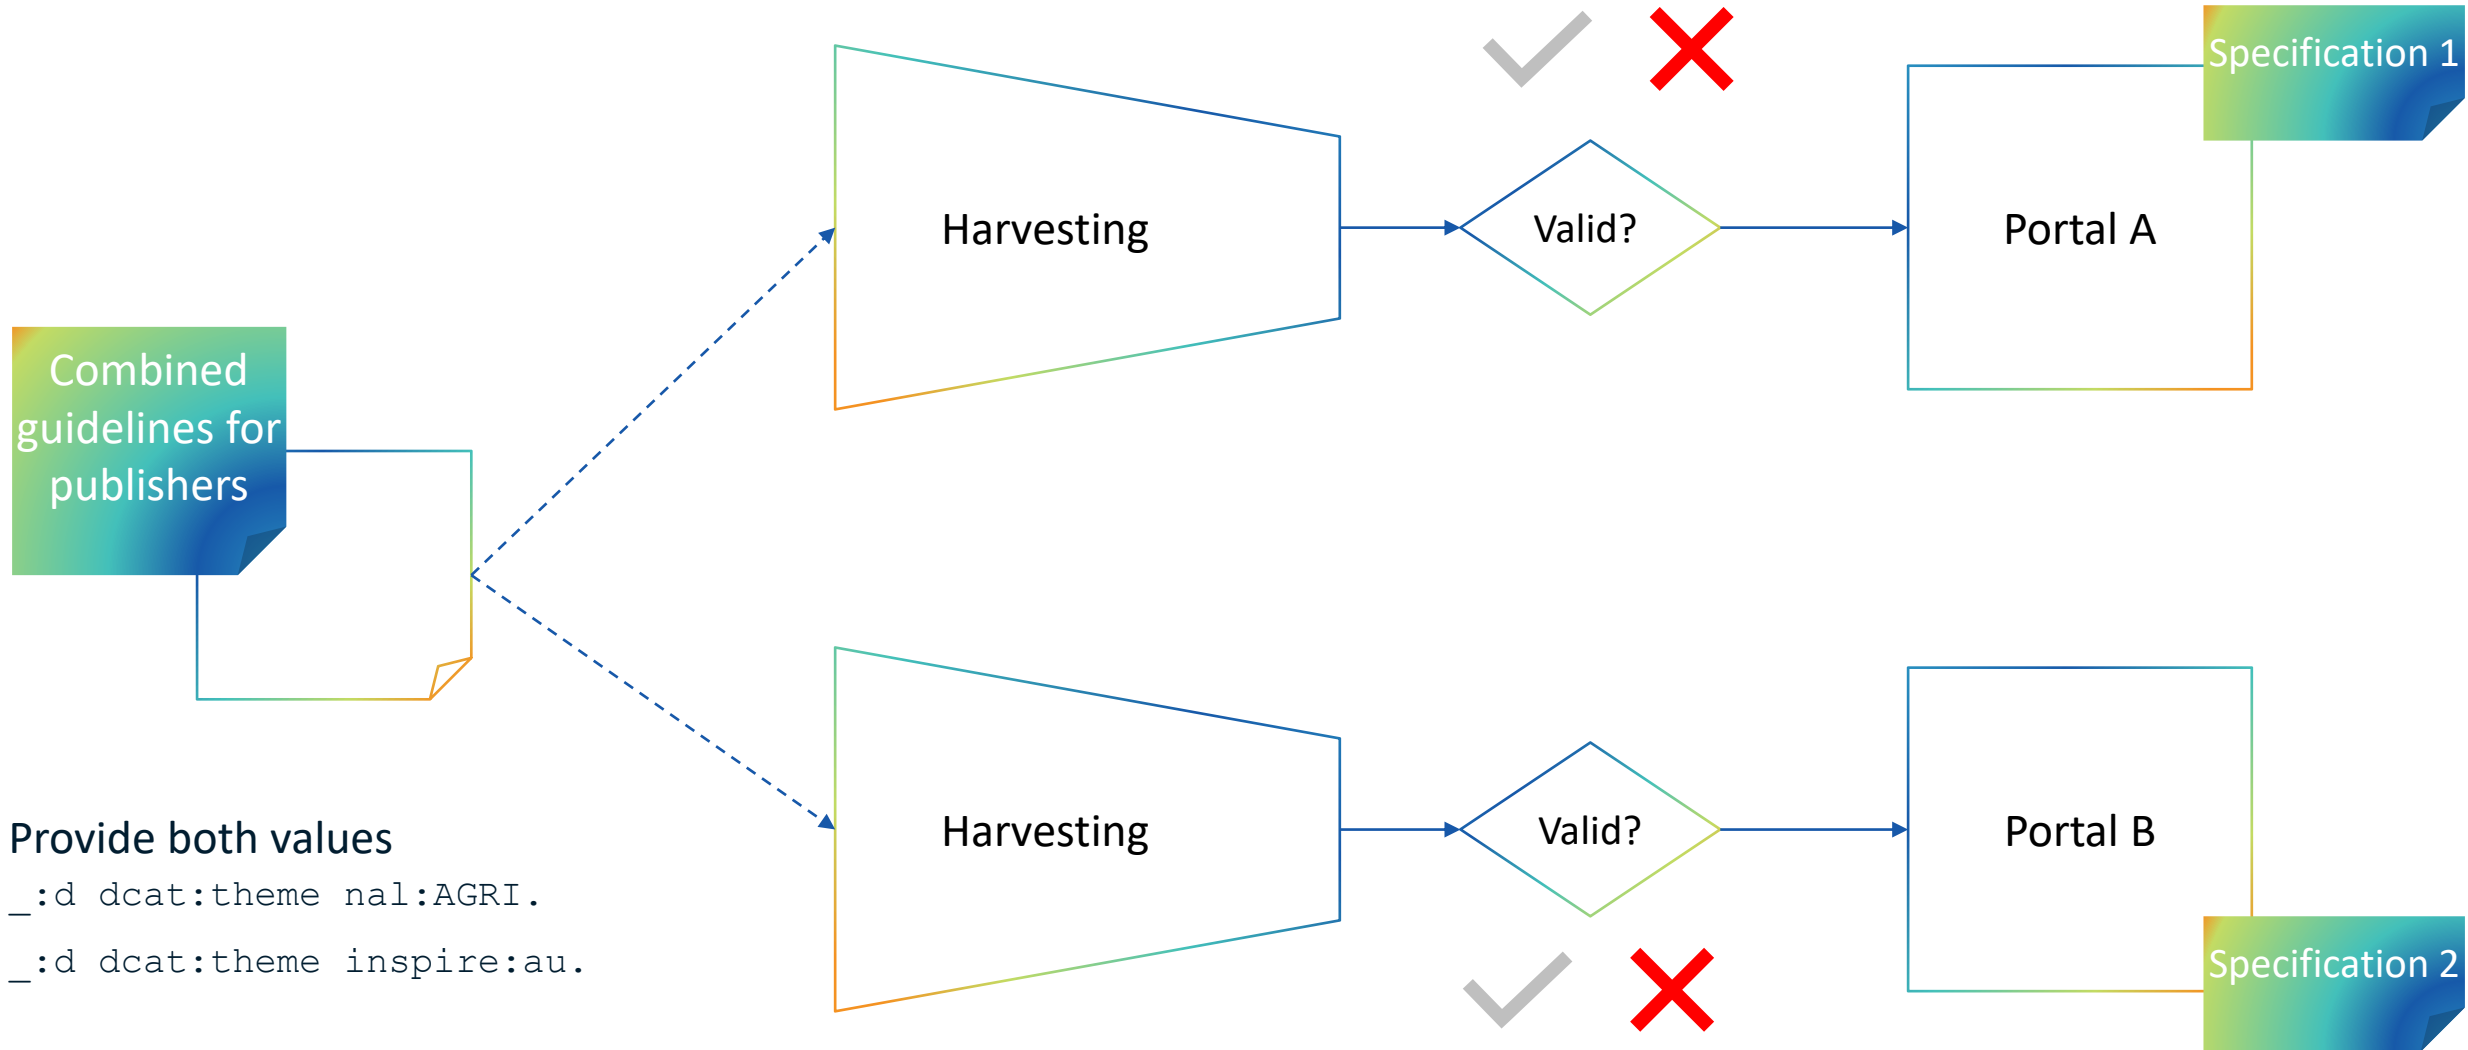 Specification 1
Harvesting
Valid?
Portal A
Combined
guidelines for
publishers
Harvesting
Valid?
Portal B
Provide both values
_:d dcat:theme nal:AGRI.
_:d dcat:theme inspire:au.
Specification 2